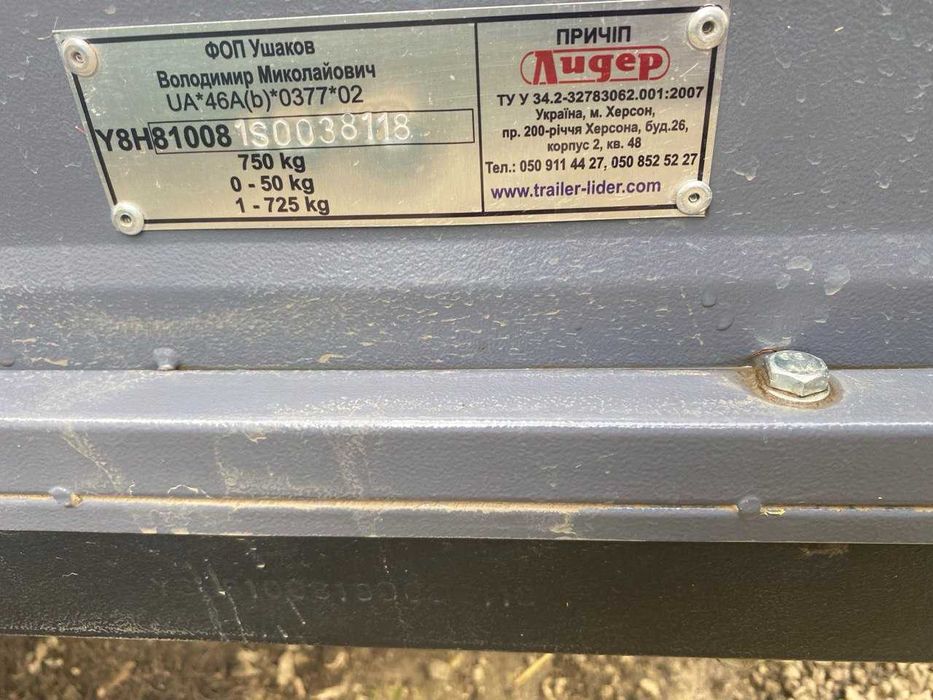 ФОП Ушаков
Володимир Миколайович
UA*46A(b)*0377*02
Y8H810081S0038118
750 kg
0 - 50 kg
1 - 725 kg
ПРИЧІП
Лидер
ТУ У 34.2-32783062.001:2007
Україна, м. Херсон,
пр. 200-річчя Херсона, буд.26,
корпус 2, кв. 48
Тел.: 050 911 44 27, 050 852 52 27
www.trailer-lider.com